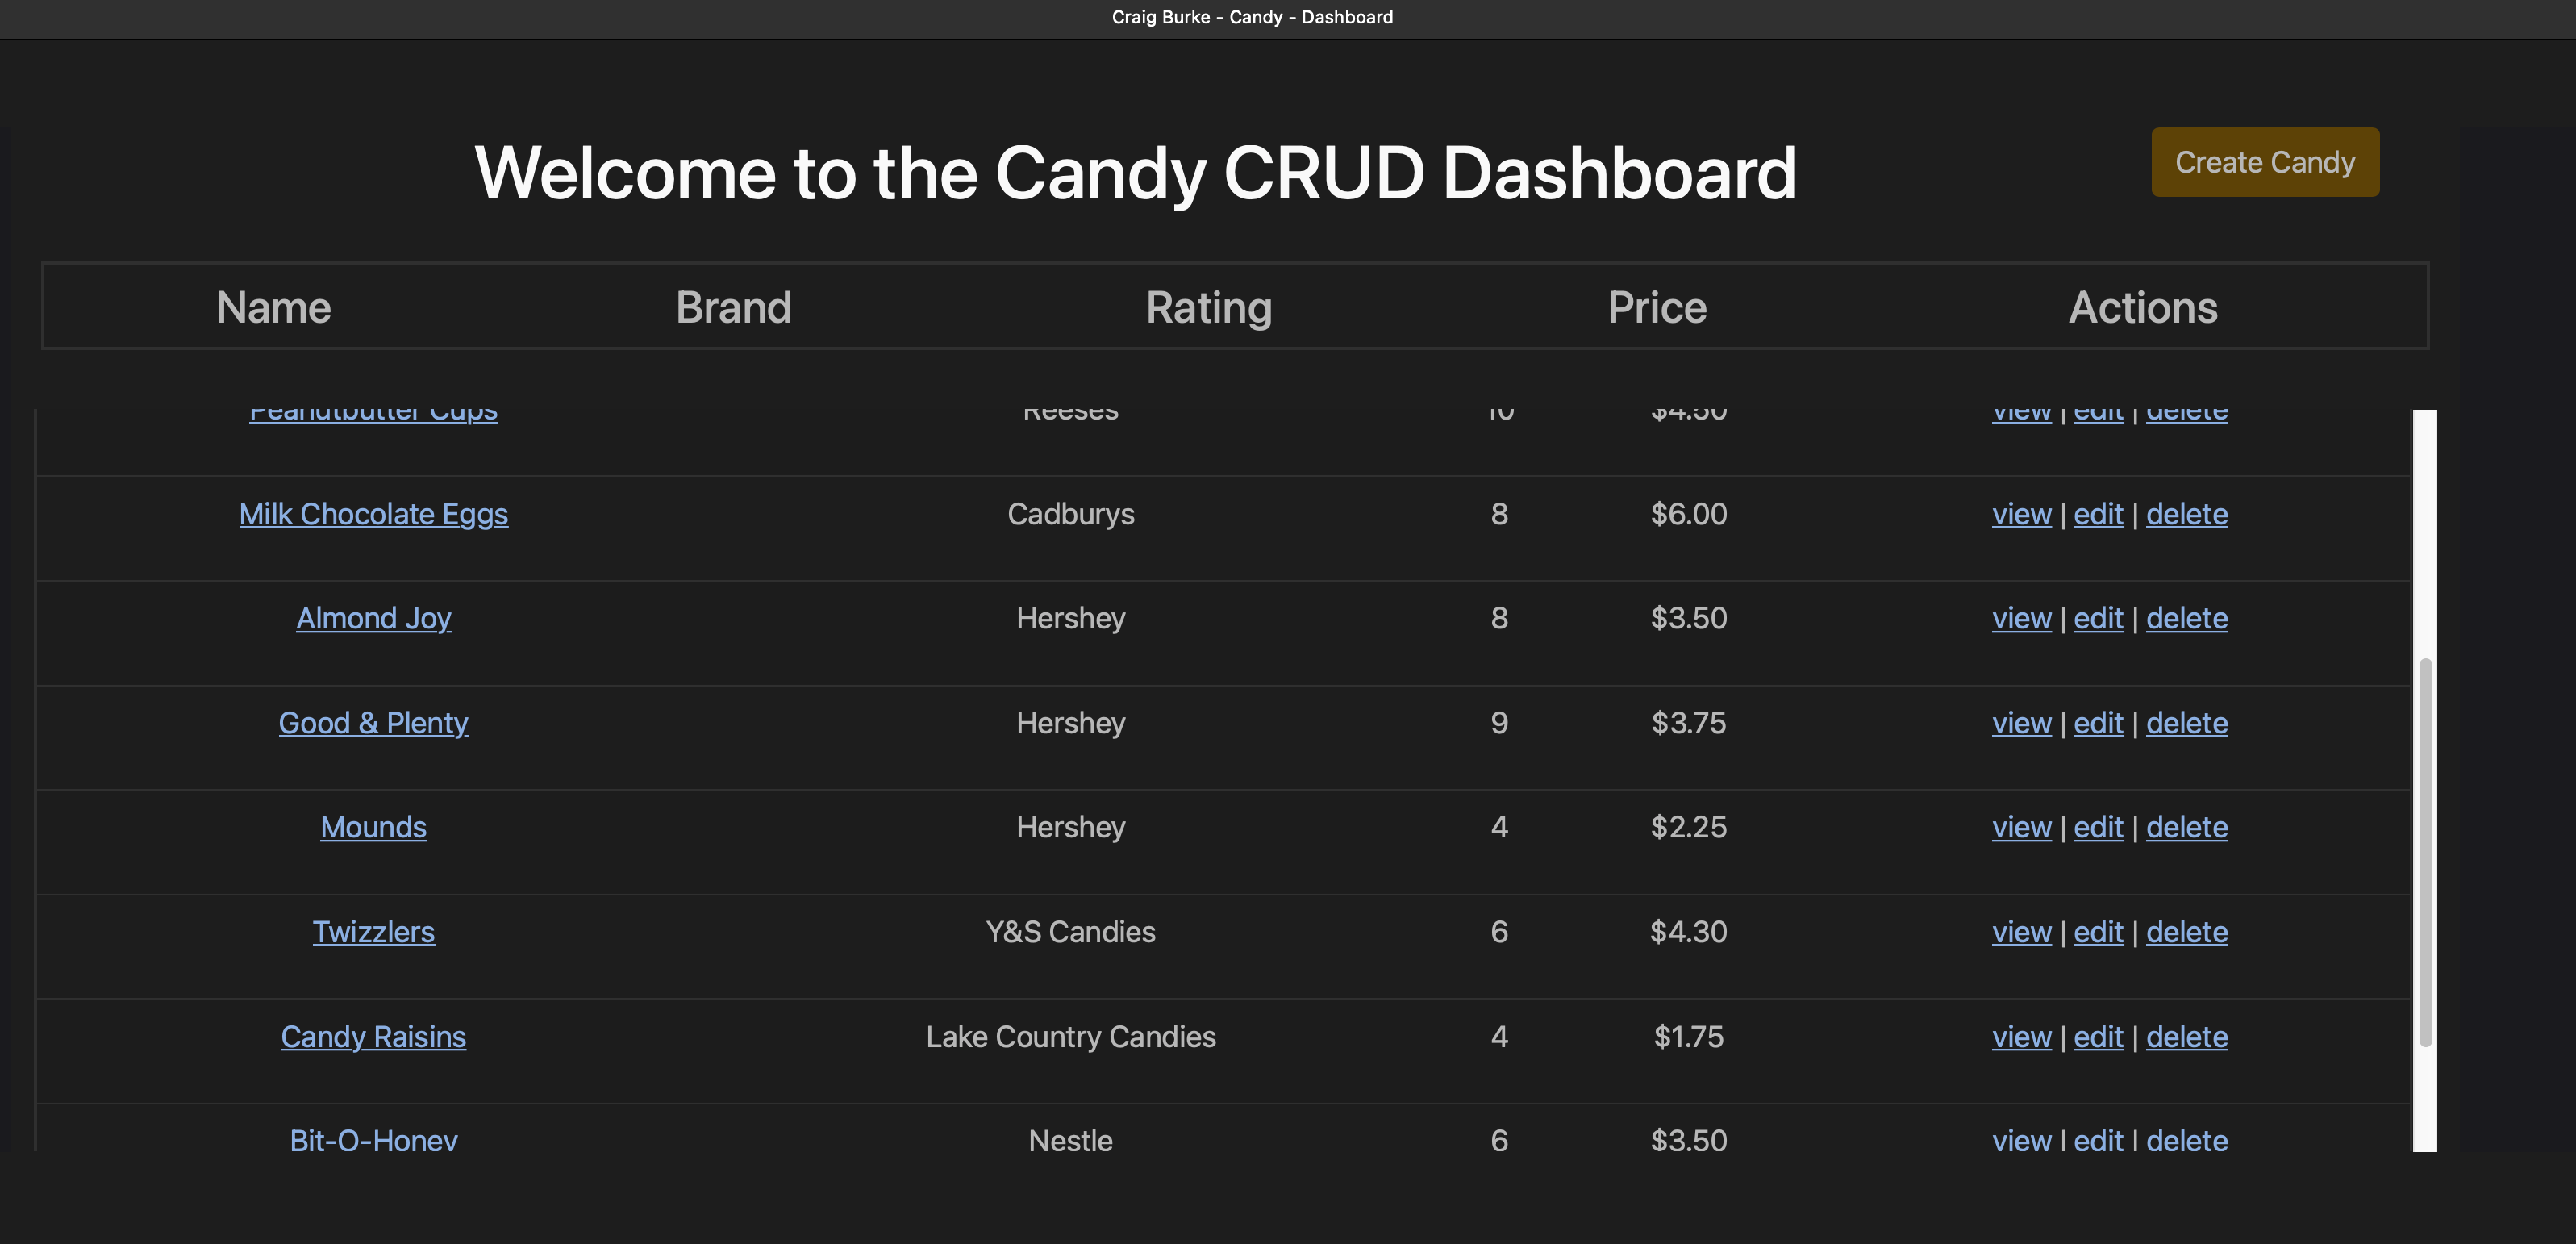 Craig Burke - Candy - Dashboard
Welcome to the Candy CRUD Dashboard
Create Candy
Name Brand Rating Price Actions
Peanutbutter Cups Reeses 10 $4.50 view | edit | delete
Milk Chocolate Eggs Cadburys 8 $6.00 view | edit | delete
Almond Joy Hershey 8 $3.50 view | edit | delete
Good & Plenty Hershey 9 $3.75 view | edit | delete
Mounds Hershey 4 $2.25 view | edit | delete
Twizzlers Y&S Candies 6 $4.30 view | edit | delete
Candy Raisins Lake Country Candies 4 $1.75 view | edit | delete
Bit-O-Honey Nestle 6 $3.50 view | edit | delete